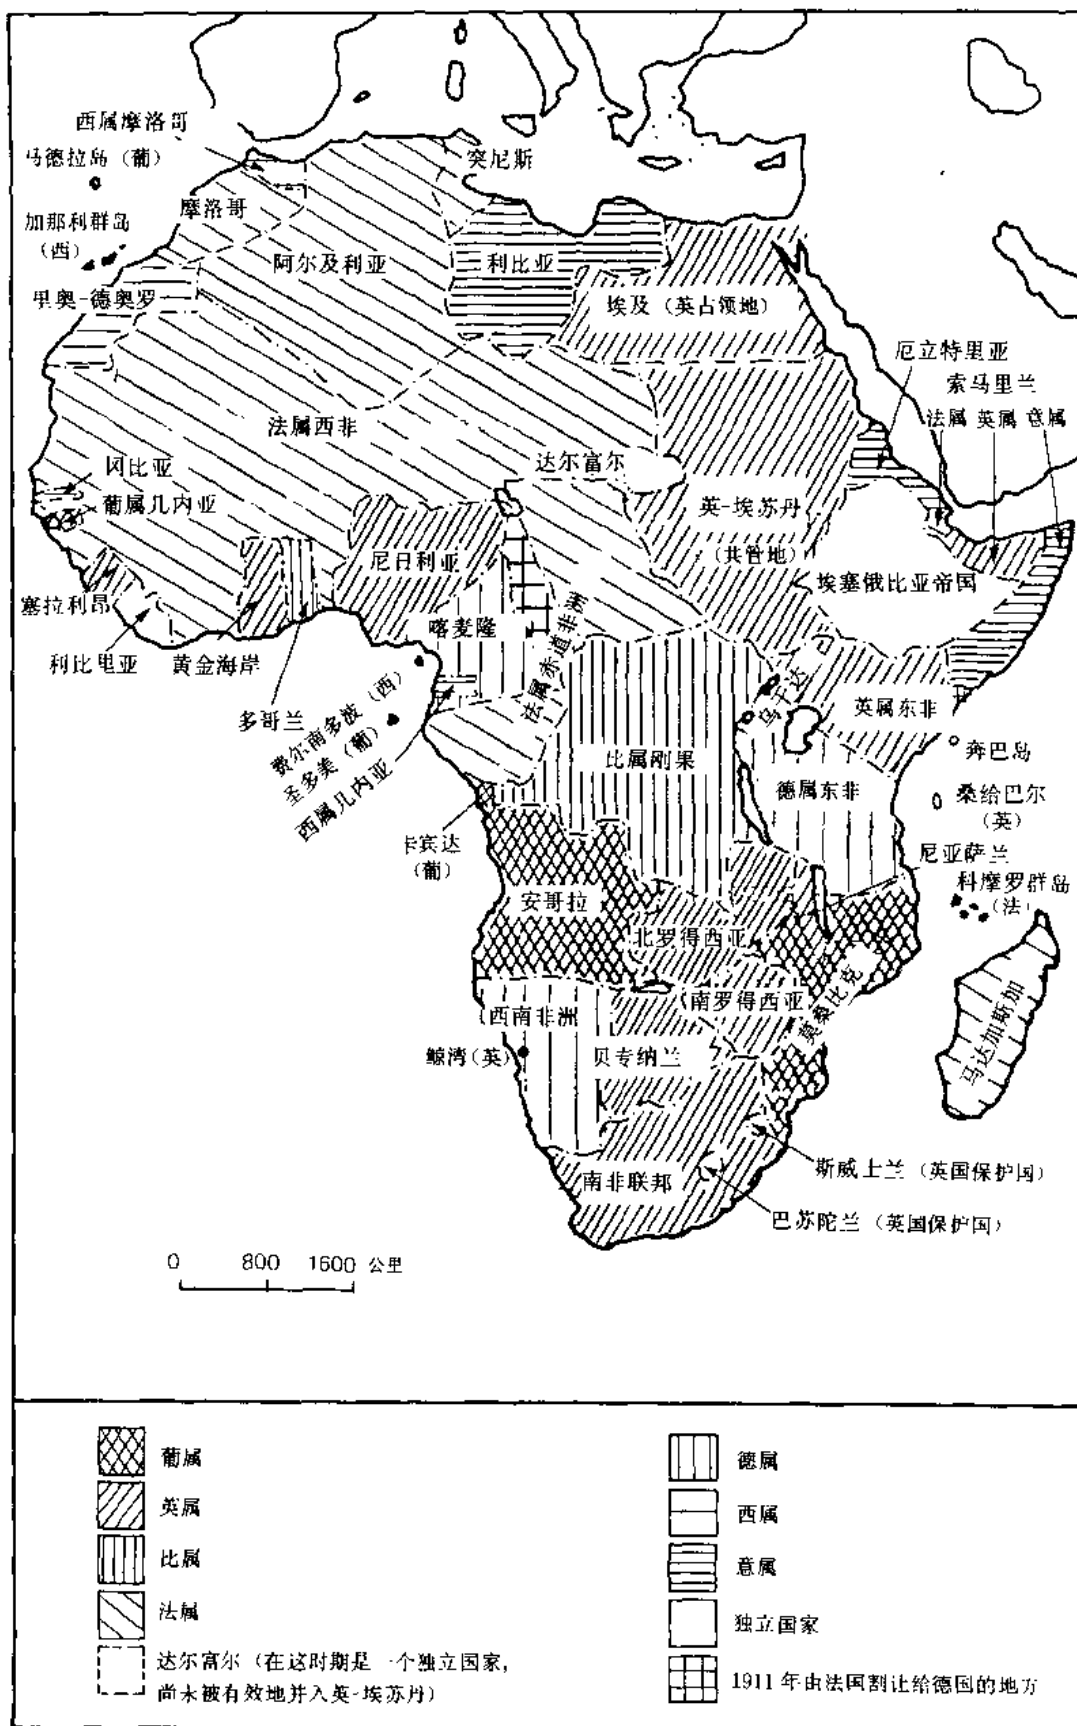 西属摩洛哥
马德拉岛（葡）
突尼斯
摩洛哥
加那利群岛
（西）
阿尔及利亚
利比亚
里奥-德奥罗
埃及（英占领地）
厄立特里亚
索马里兰
法属 英属 意属
法属西非
达尔富尔
冈比亚
葡属几内亚
英-埃苏丹
（共管地）
尼日利亚
埃塞俄比亚帝国
塞拉利昂
喀麦隆
法属赤道非洲
利比里亚
黄金海岸
多哥兰
乌干达
英属东非
费尔南多波（西）
圣多美（葡）
西属几内亚
比属刚果
奔巴岛
德属东非
桑给巴尔
（英）
卡宾达
（葡）
尼亚萨兰
科摩罗群岛
（法）
安哥拉
北罗得西亚
南罗得西亚
莫桑比克
马达加斯加
西南非洲
鲸湾(英)
贝专纳兰
斯威士兰（英国保护国）
南非联邦
巴苏陀兰（英国保护国）
0 800 1600 公里
葡属
英属
比属
法属
达尔富尔（在这时期是一个独立国家，
尚未被有效地并入英-埃苏丹）
德属
西属
意属
独立国家
1911年由法国割让给德国的地方